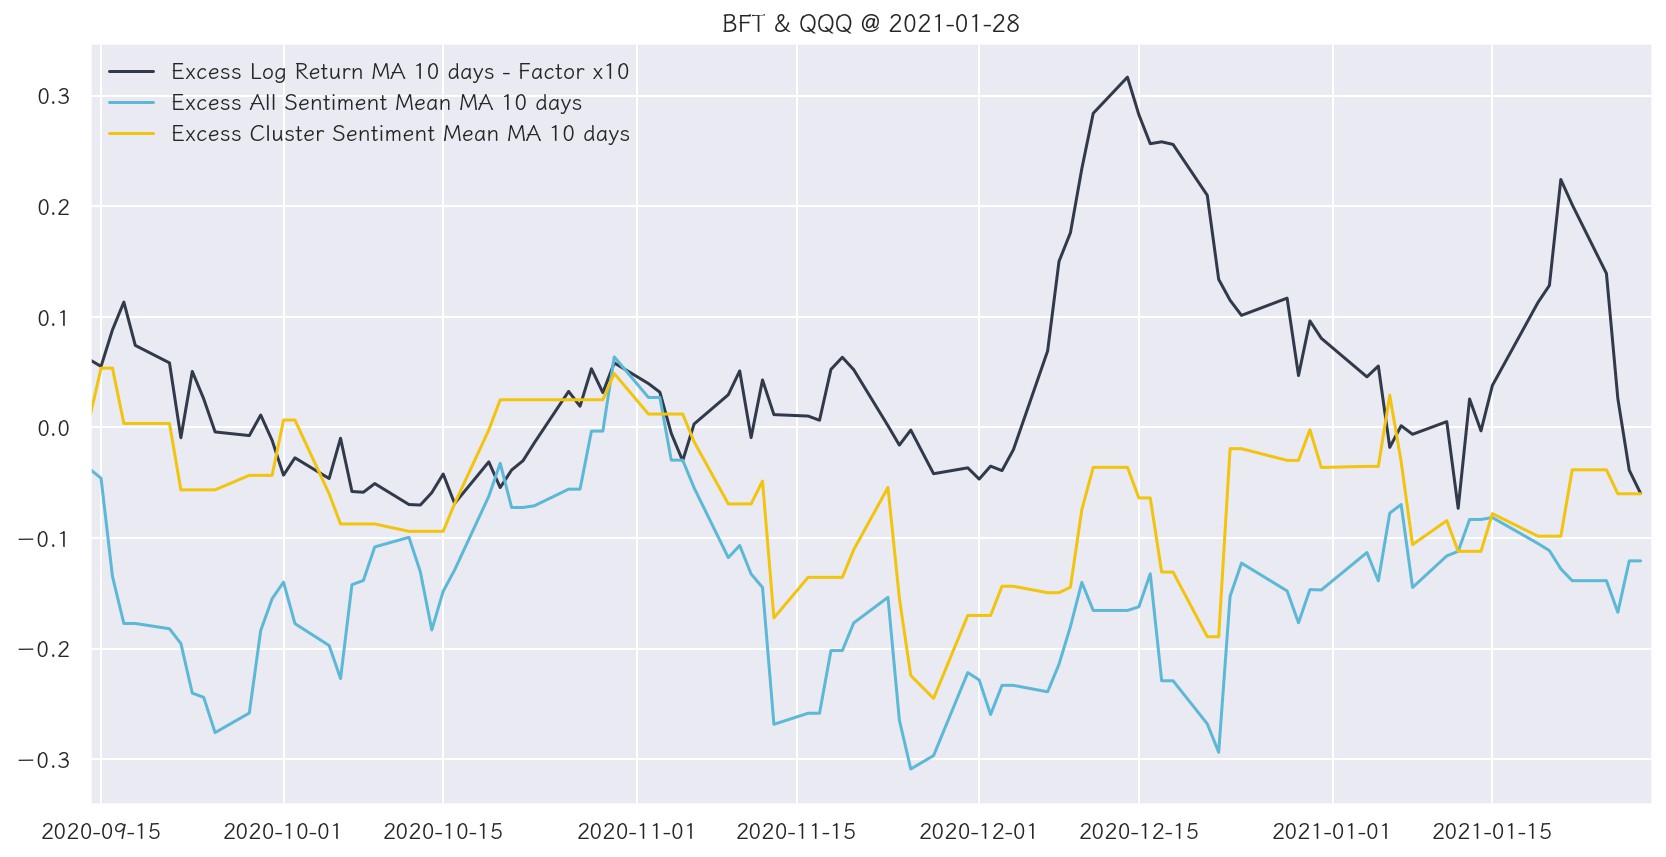 BFT & QQQ @ 2021-01-28
Excess Log Return MA 10 days - Factor x10
Excess All Sentiment Mean MA 10 days
Excess Cluster Sentiment Mean MA 10 days
0.3
0.2
0.1
0.0
−0.1
−0.2
−0.3
2020-09-15 2020-10-01 2020-10-15 2020-11-01 2020-11-15 2020-12-01 2020-12-15 2021-01-01 2021-01-15